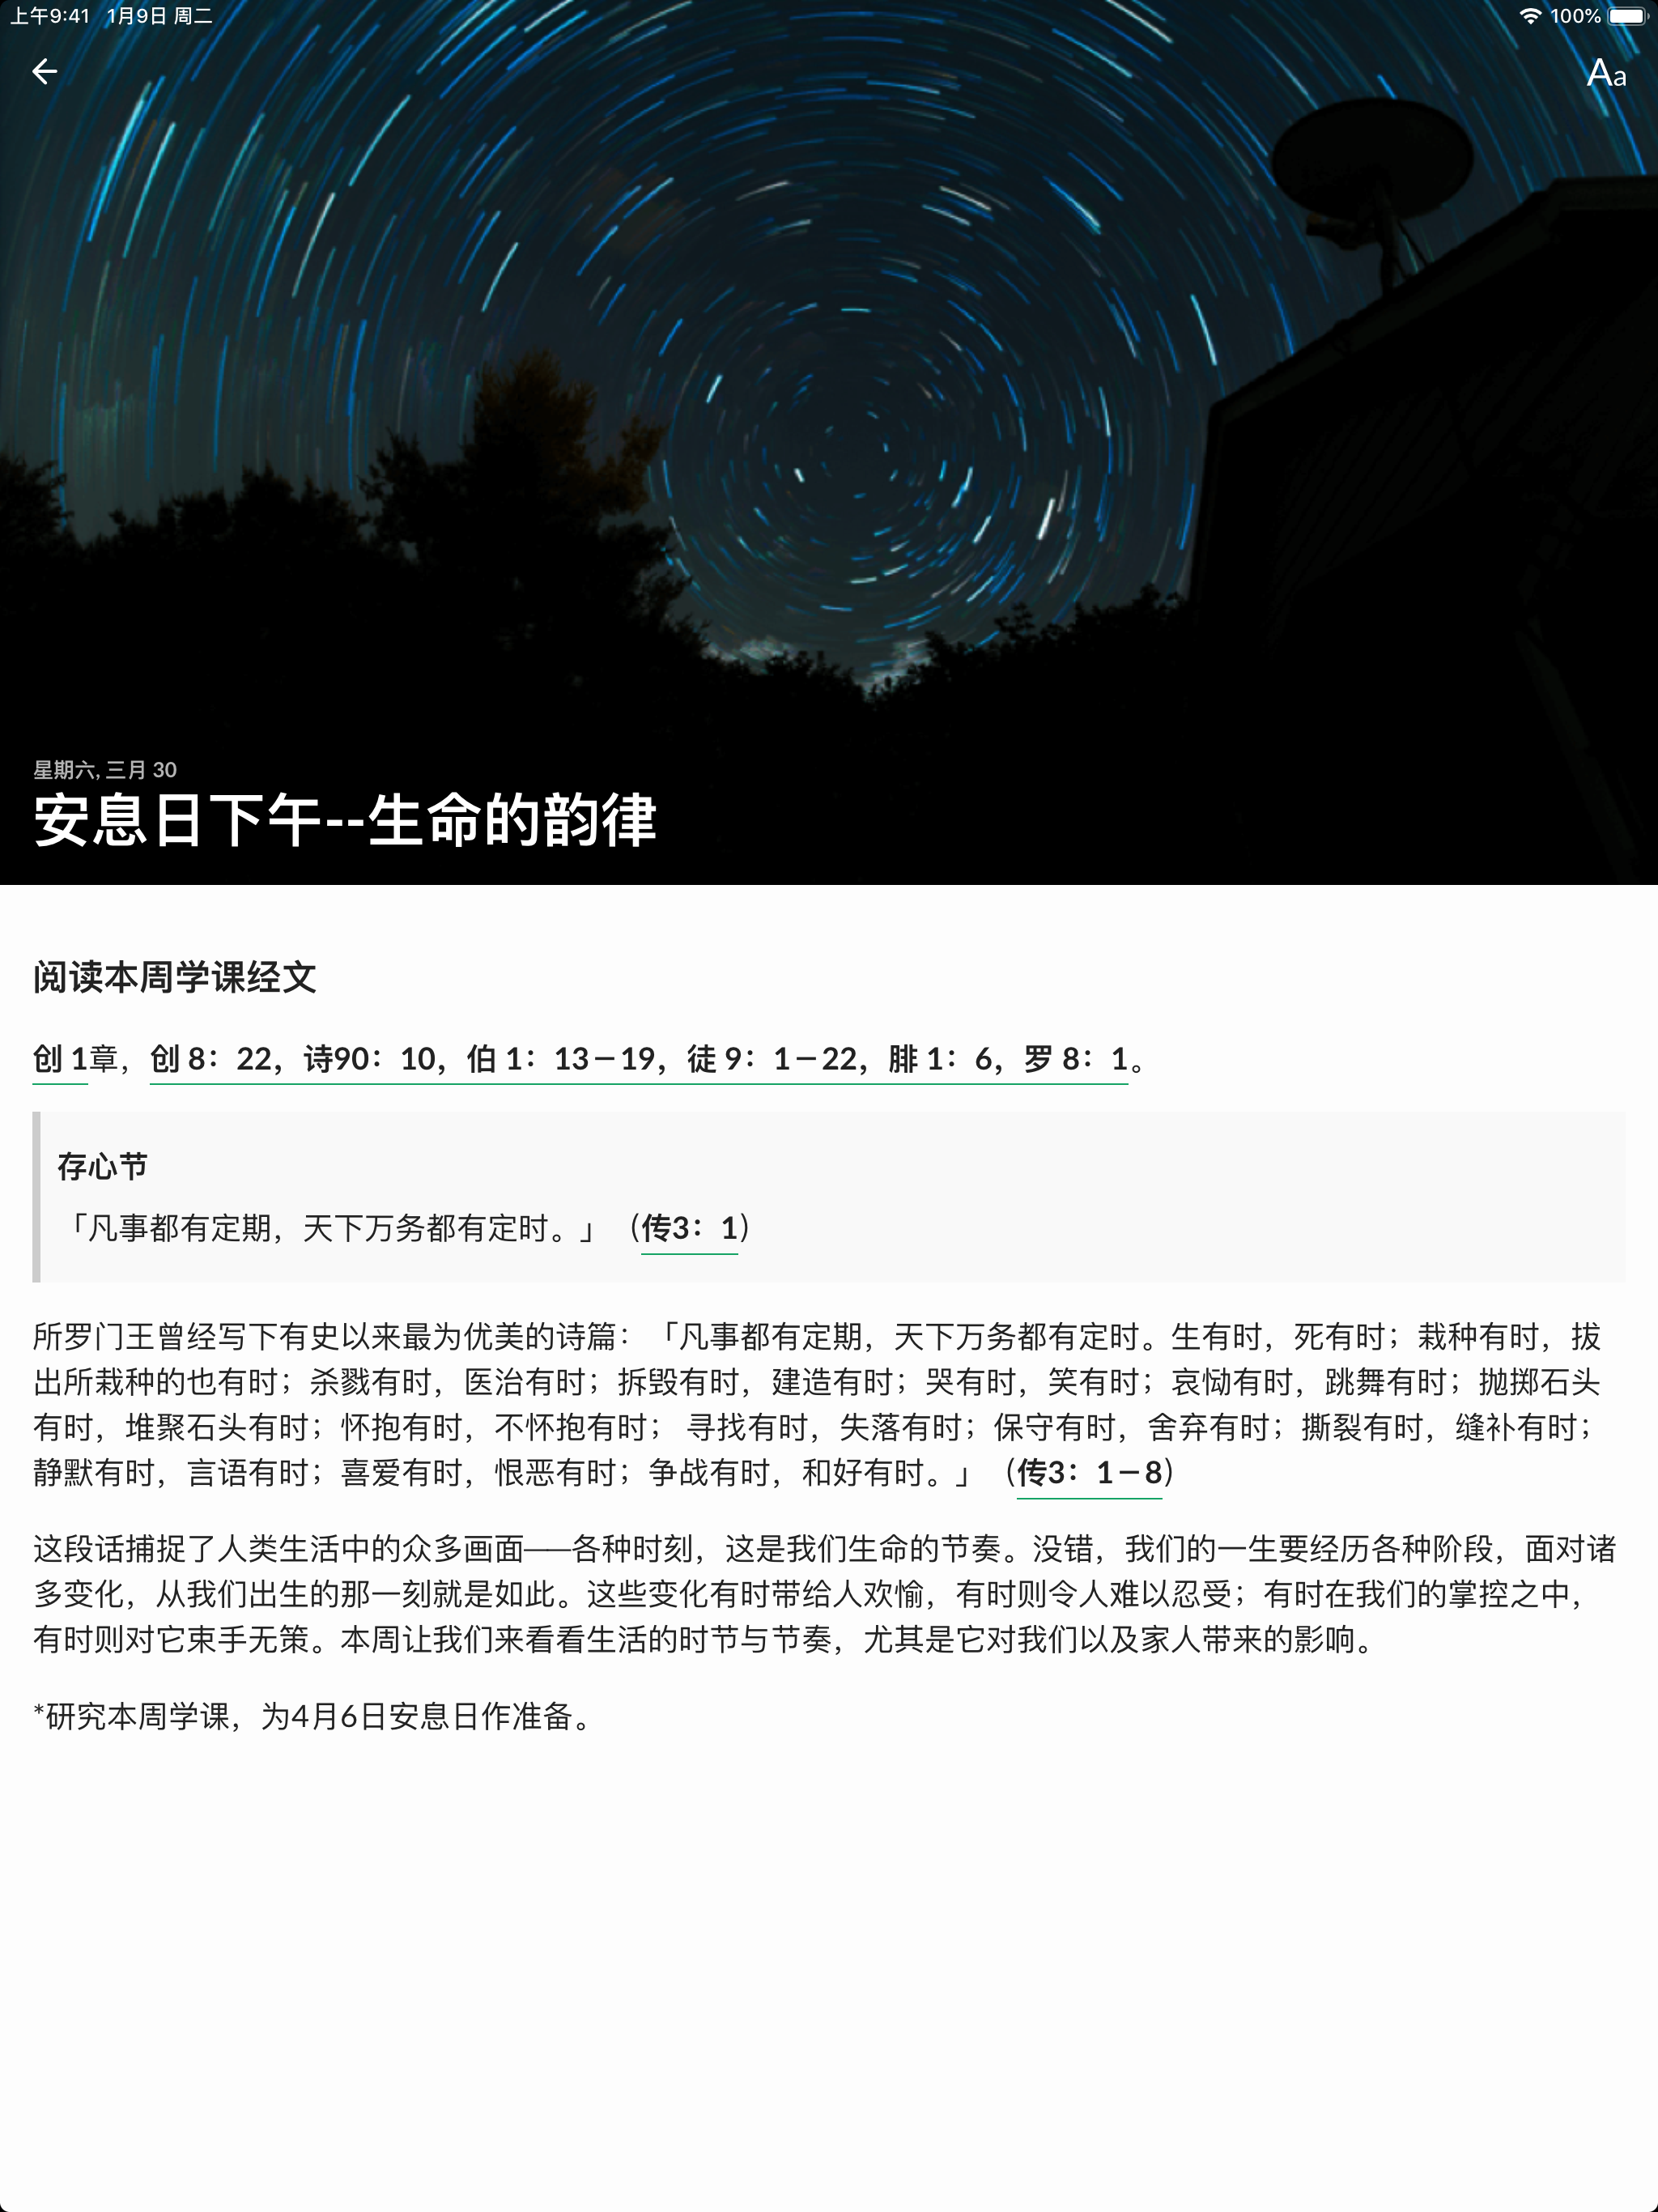 上午9:41 1月9日 周二
100%
Aa
星期六, 三月 30
安息日下午--生命的韵律
阅读本周学课经文
创 1章，创 8：22，诗90：10，伯 1：13－19，徒 9：1－22，腓 1：6，罗 8：1。
存心节
「凡事都有定期，天下万务都有定时。」（传3：1）
所罗门王曾经写下有史以来最为优美的诗篇：「凡事都有定期，天下万务都有定时。生有时，死有时；栽种有时，拔
出所栽种的也有时；杀戮有时，医治有时；拆毁有时，建造有时；哭有时，笑有时；哀恸有时，跳舞有时；抛掷石头
有时，堆聚石头有时；怀抱有时，不怀抱有时； 寻找有时，失落有时；保守有时，舍弃有时；撕裂有时，缝补有时；
静默有时，言语有时；喜爱有时，恨恶有时；争战有时，和好有时。」（传3：1－8）
这段话捕捉了人类生活中的众多画面——各种时刻，这是我们生命的节奏。没错，我们的一生要经历各种阶段，面对诸
多变化，从我们出生的那一刻就是如此。这些变化有时带给人欢愉，有时则令人难以忍受；有时在我们的掌控之中，
有时则对它束手无策。本周让我们来看看生活的时节与节奏，尤其是它对我们以及家人带来的影响。
*研究本周学课，为4月6日安息日作准备。